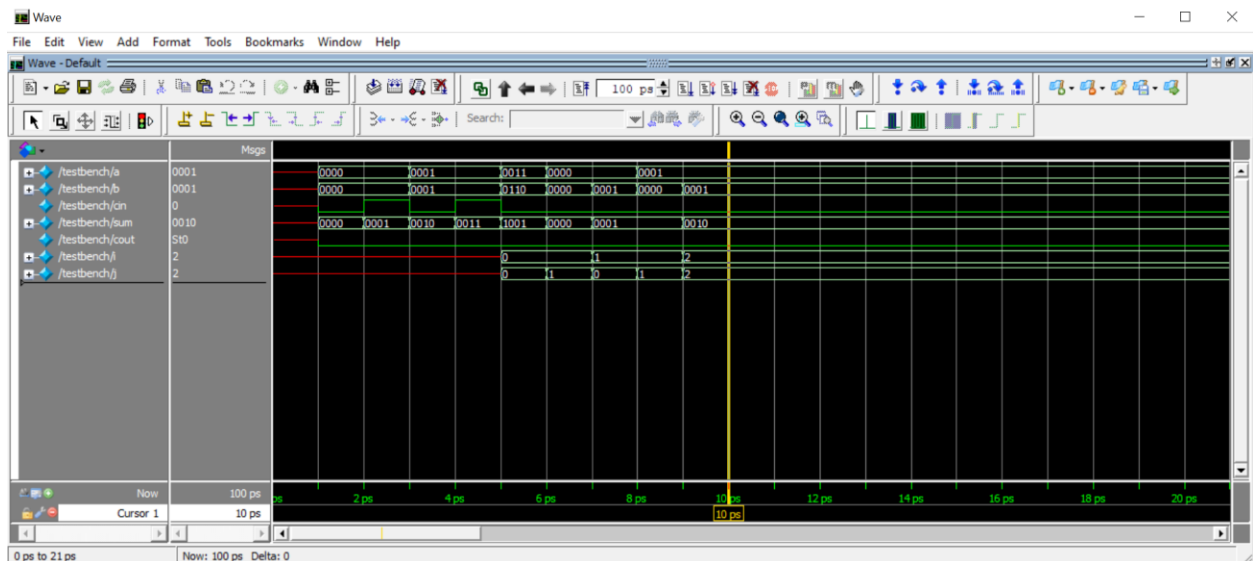 Wave
File Edit View Add Format Tools Bookmarks Window Help
Wave - Default
100 ps
Search:
Msgs
/testbench/a 0001 0000 0001 0011 0000 0001
/testbench/b 0001 0000 0001 0110 0000 0001 0000 0001
/testbench/cin 0
/testbench/sum 0010 0000 0001 0010 0011 1001 0000 0001 0010
/testbench/cout St0
/testbench/i 2 0 1 2
/testbench/j 2 0 1 0 1 2
Now 100 ps ps 2 ps 4 ps 6 ps 8 ps 10 ps 12 ps 14 ps 16 ps 18 ps 20 ps
Cursor 1 10 ps 10 ps
0 ps to 21 ps Now: 100 ps Delta: 0